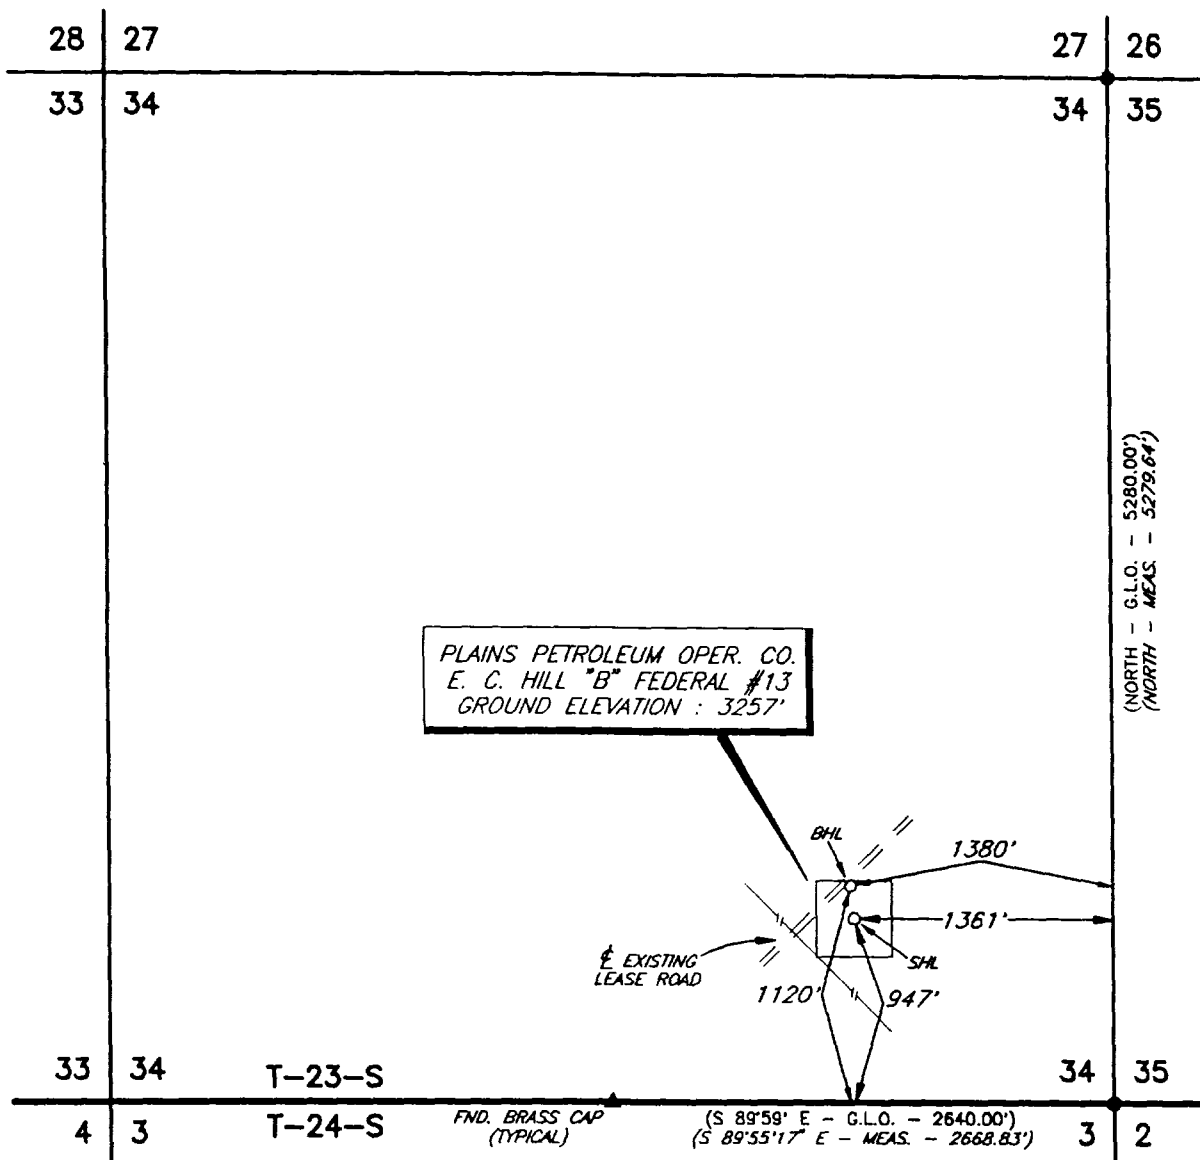 28 27
27 26
33 34
34 35
(NORTH - G.L.O. - 5280.00')
(NORTH - MEAS. - 5279.64')
PLAINS PETROLEUM OPER. CO.
E. C. HILL "B" FEDERAL #13
GROUND ELEVATION : 3257'
BHL
1380'
1361'
SHL
℄ EXISTING
LEASE ROAD
1120'
947'
33 34
T-23-S
34 35
4 3
T-24-S
FND. BRASS CAP
(TYPICAL)
(S 89°59' E - G.L.O. - 2640.00')
(S 89°55'17" E - MEAS. - 2668.83')
3 2